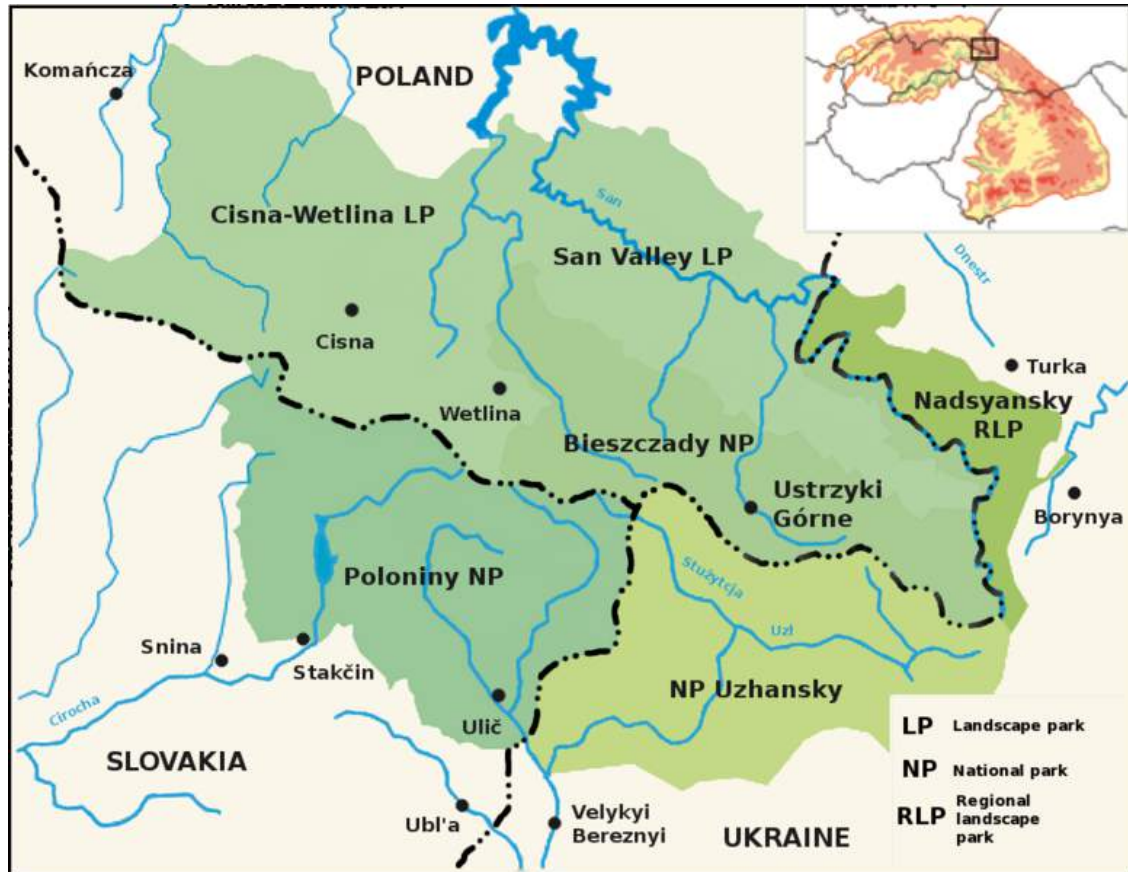 Komańcza
POLAND
Cisna-Wetlina LP
San
San Valley LP
Dnestr
Cisna
Turka
Wetlina
Nadsyansky
RLP
Bieszczady NP
Ustrzyki
Górne
Borynya
Poloniny NP
Stużytcja
Snina
Stakčin
Uzl
NP Uzhansky
Cirocha
Ulič
SLOVAKIA
Ubl'a
Velykyi
Bereznyi
UKRAINE
LP Landscape park
NP National park
RLP Regional
landscape
park